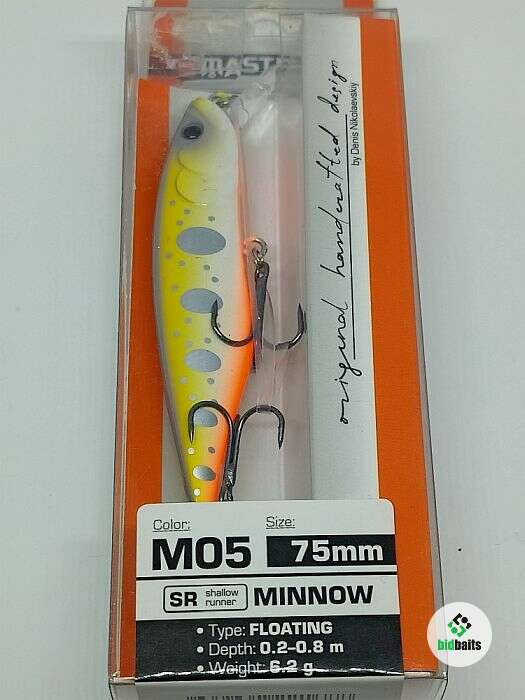 original handcrafted design
by Denis Nikolaevskiy
Color:
Size:
M05
75mm
SR shallow runner MINNOW
• Type: FLOATING
• Depth: 0.2–0.8 m
• Weight: 6.2 g
bidbaits